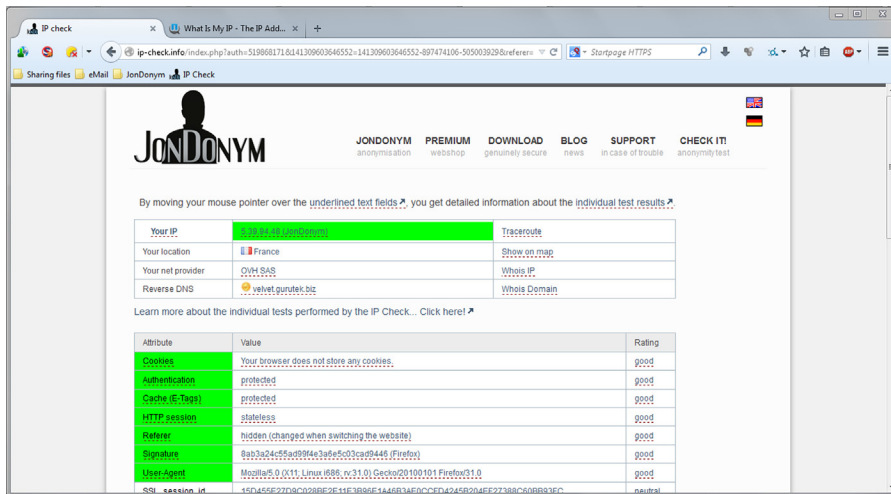 IP check
What Is My IP - The IP Add...
ip-check.info/index.php?
Startpage HTTPS
Sharing files
eMail
JonDonym
IP Check
JONDONYM
JONDONYM PREMIUM DOWNLOAD BLOG SUPPORT CHECK IT!
anonymisation webshop genuinely secure news in case of trouble anonymity test
By moving your mouse pointer over the underlined text fields, you get detailed information about the individual test results.
Your IP 5.39.94.48 (JonDonym) Traceroute
Your location France Show on map
Your net provider OVH SAS Whois IP
Reverse DNS velvet.gurutek.biz Whois Domain
Learn more about the individual tests performed by the IP Check... Click here!
Attribute Value Rating
Cookies Your browser does not store any cookies. good
Authentication protected good
Cache (E-Tags) protected good
HTTP session stateless good
Referer hidden (changed when switching the website) good
Signature 8ab3a24c55ad99f4e3a6e5c03cad9446 (Firefox) good
User-Agent Mozilla/5.0 (X11; Linux i686; rv:31.0) Gecko/20100101 Firefox/31.0 good
SSL_session_id neutral